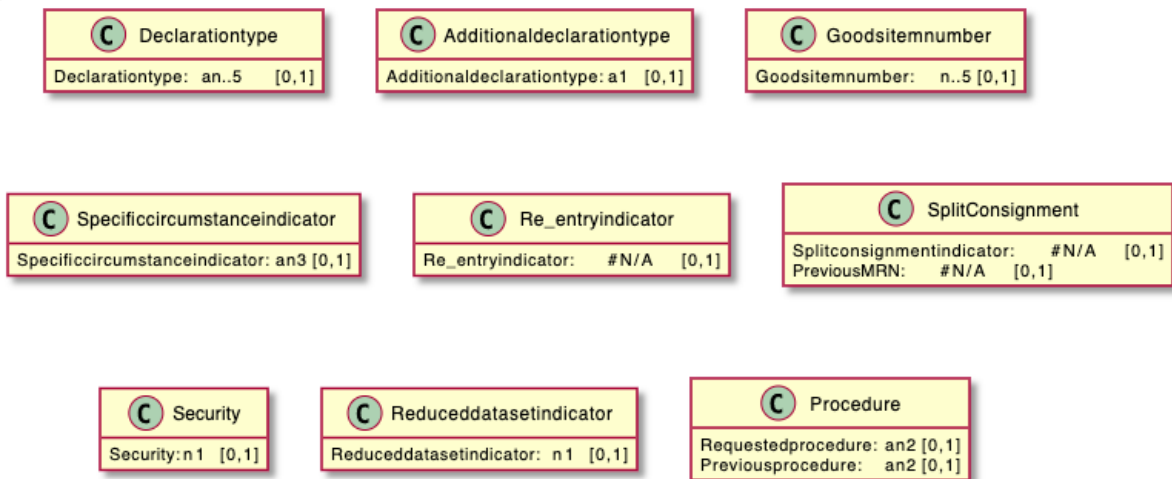 C Declarationtype
Declarationtype: an..5 [0,1]
C Additionaldeclarationtype
Additionaldeclarationtype: a1 [0,1]
C Goodsitemnumber
Goodsitemnumber: n..5 [0,1]
C Specificcircumstanceindicator
Specificcircumstanceindicator: an3 [0,1]
C Re_entryindicator
Re_entryindicator: #N/A [0,1]
C SplitConsignment
Splitconsignmentindicator: #N/A [0,1]
PreviousMRN: #N/A [0,1]
C Security
Security: n1 [0,1]
C Reduceddatasetindicator
Reduceddatasetindicator: n1 [0,1]
C Procedure
Requestedprocedure: an2 [0,1]
Previousprocedure: an2 [0,1]